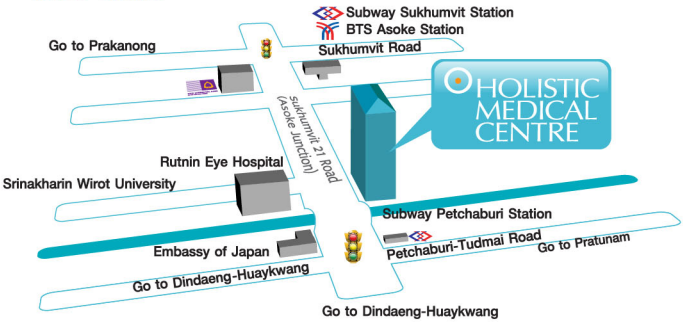 Subway Sukhumvit Station
BTS Asoke Station
Go to Prakanong
Sukhumvit Road
HOLISTIC
MEDICAL
CENTRE
Sukhumvit 21 Road
(Asoke Junction)
Rutnin Eye Hospital
Srinakharin Wirot University
Subway Petchaburi Station
Embassy of Japan
Petchaburi-Tudmai Road
Go to Pratunam
Go to Dindaeng-Huaykwang
Go to Dindaeng-Huaykwang